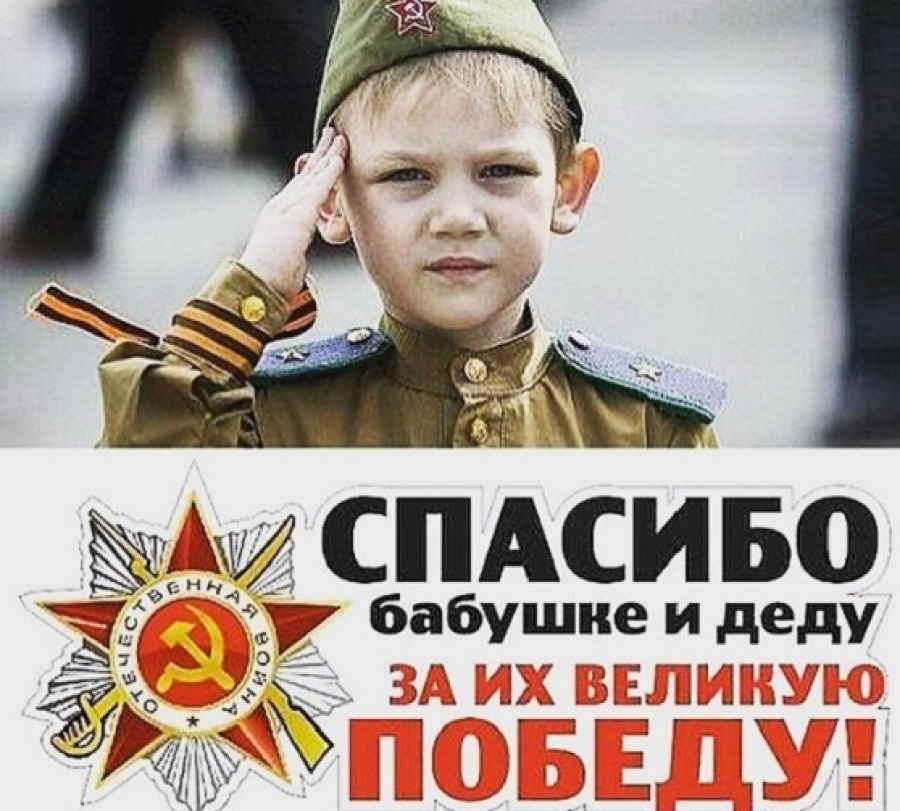 СПАСИБО
бабушке и деду
ЗА ИХ ВЕЛИКУЮ
ПОБЕДУ!
ОТЕЧЕСТВЕННАЯ ВОЙНА